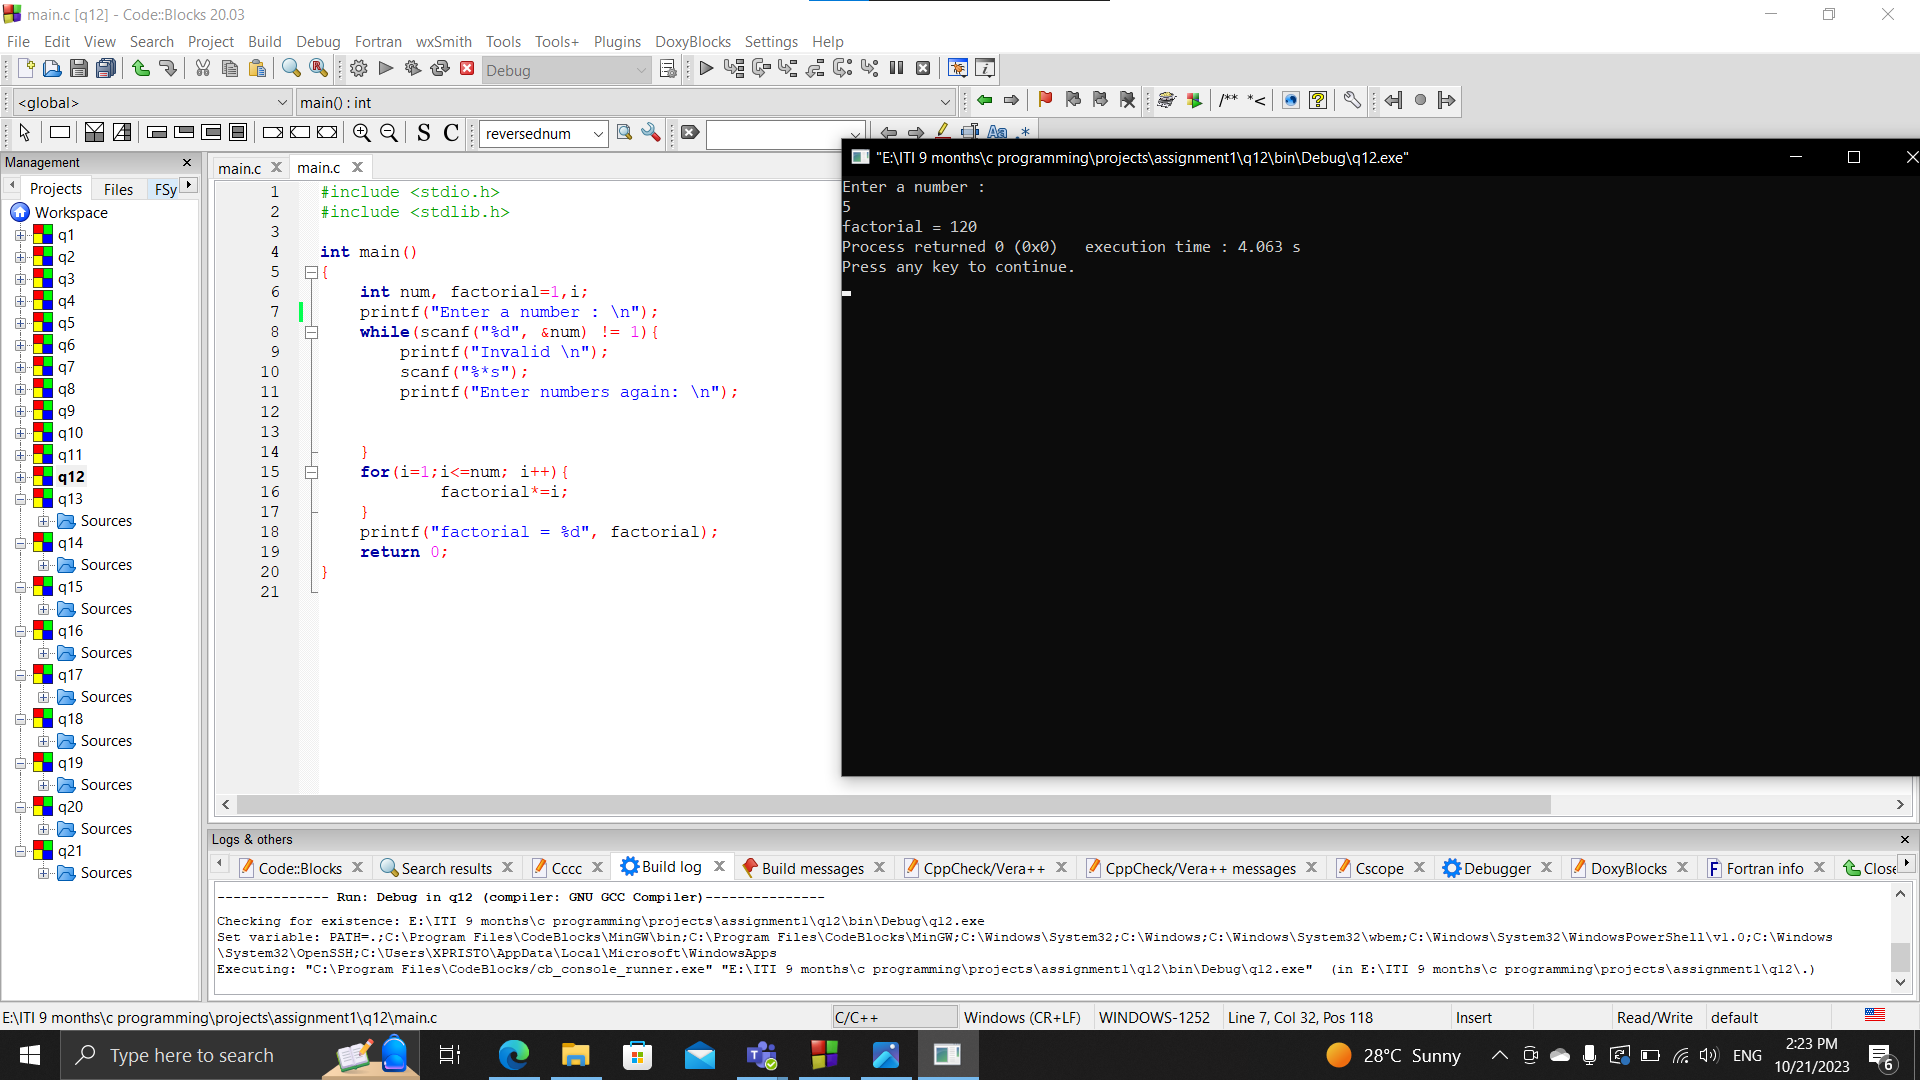 main.c [q12] - Code::Blocks 20.03
File Edit View Search Project Build Debug Fortran wxSmith Tools Tools+ Plugins DoxyBlocks Settings Help
Debug
<global> main() : int
/** *<
S C reversednum Aa .*
Management
Projects Files FSy
Workspace
q1
q2
q3
q4
q5
q6
q7
q8
q9
q10
q11
q12
q13
Sources
q14
Sources
q15
Sources
q16
Sources
q17
Sources
q18
Sources
q19
Sources
q20
Sources
q21
Sources
main.c main.c
1 #include <stdio.h>
2 #include <stdlib.h>
3
4 int main()
5 {
6 int num, factorial=1,i;
7 printf("Enter a number : \n");
8 while(scanf("%d", &num) != 1){
9 printf("Invalid \n");
10 scanf("%*s");
11 printf("Enter numbers again: \n");
12
13
14 }
15 for(i=1;i<=num; i++){
16 factorial*=i;
17 }
18 printf("factorial = %d", factorial);
19 return 0;
20 }
21
"E:\ITI 9 months\c programming\projects\assignment1\q12\bin\Debug\q12.exe"
Enter a number :
5
factorial = 120
Process returned 0 (0x0)   execution time : 4.063 s
Press any key to continue.
Logs & others
Code::Blocks Search results Cccc Build log Build messages CppCheck/Vera++ CppCheck/Vera++ messages Cscope Debugger DoxyBlocks Fortran info Close
-------------- Run: Debug in q12 (compiler: GNU GCC Compiler)---------------
Checking for existence: E:\ITI 9 months\c programming\projects\assignment1\q12\bin\Debug\q12.exe
Set variable: PATH=.;C:\Program Files\CodeBlocks\MinGW\bin;C:\Program Files\CodeBlocks\MinGW;C:\Windows\System32;C:\Windows;C:\Windows\System32\wbem;C:\Windows\System32\WindowsPowerShell\v1.0;C:\Windows
\System32\OpenSSH;C:\Users\XPRISTO\AppData\Local\Microsoft\WindowsApps
Executing: "C:\Program Files\CodeBlocks/cb_console_runner.exe" "E:\ITI 9 months\c programming\projects\assignment1\q12\bin\Debug\q12.exe"  (in E:\ITI 9 months\c programming\projects\assignment1\q12\.)
E:\ITI 9 months\c programming\projects\assignment1\q12\main.c C/C++ Windows (CR+LF) WINDOWS-1252 Line 7, Col 32, Pos 118 Insert Read/Write default
Type here to search
28°C Sunny
ENG
2:23 PM
10/21/2023
6